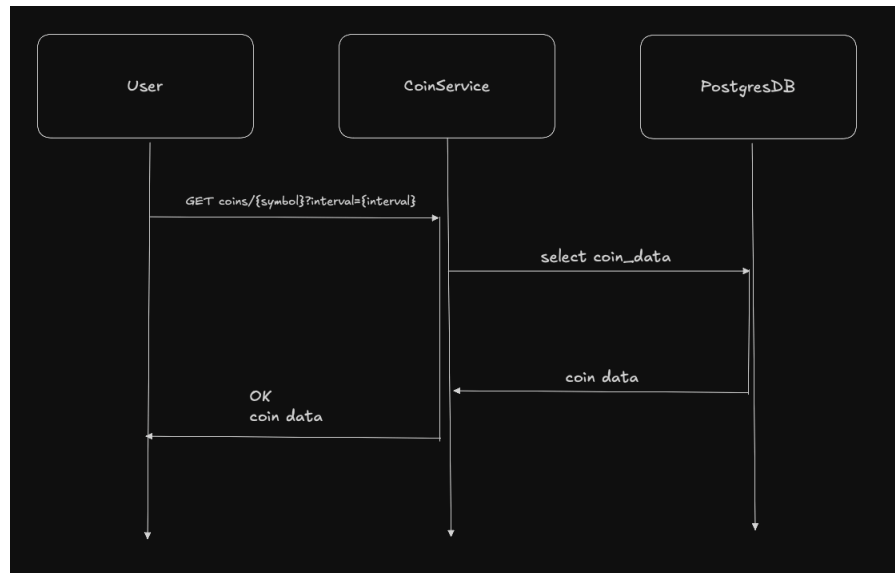 User
CoinService
PostgresDB
GET coins/{symbol}?interval={interval}
select coin_data
coin data
OK
coin data